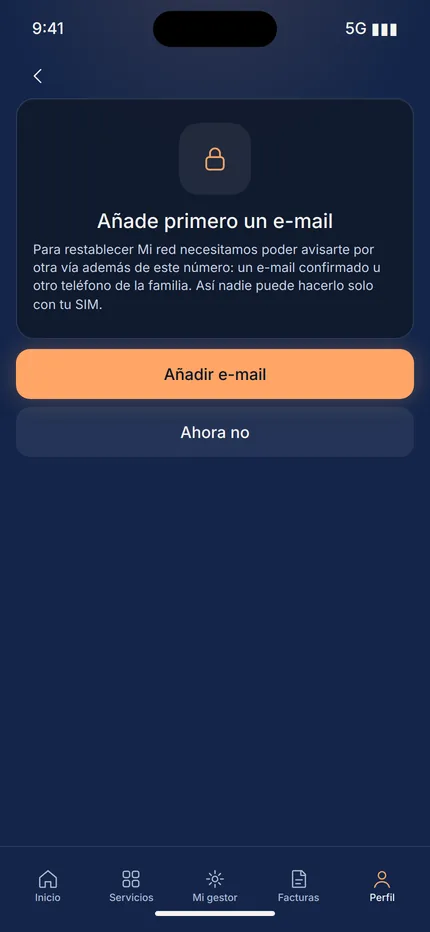 9:41
5G
Añade primero un e-mail
Para restablecer Mi red necesitamos poder avisarte por
otra vía además de este número: un e-mail confirmado u
otro teléfono de la familia. Así nadie puede hacerlo solo
con tu SIM.
Añadir e-mail
Ahora no
Inicio
Servicios
Mi gestor
Facturas
Perfil